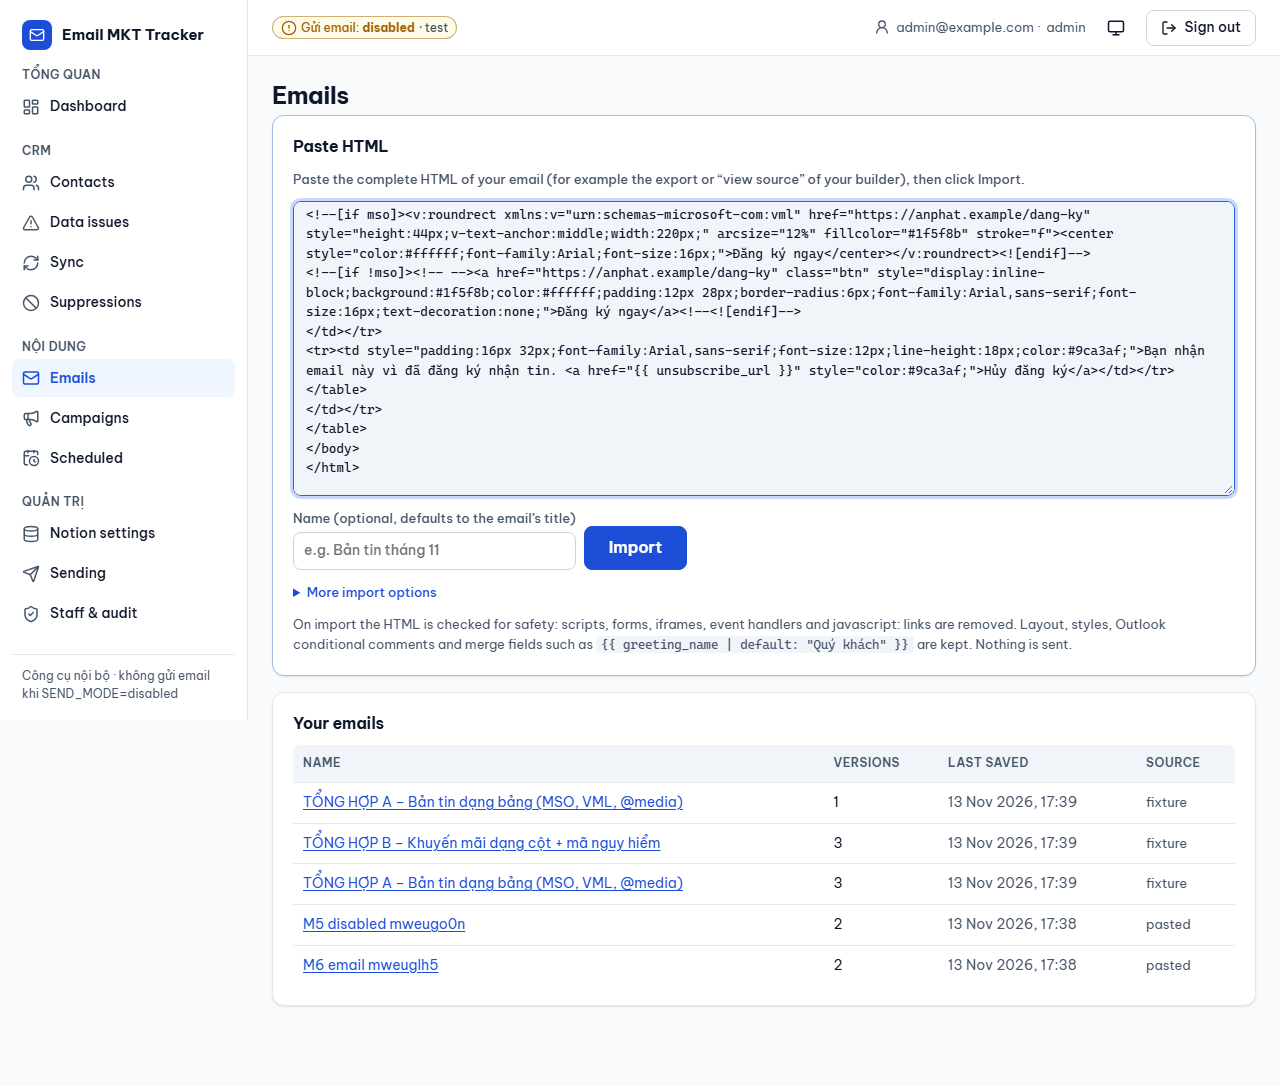 Email MKT Tracker
TỔNG QUAN
Dashboard
CRM
Contacts
Data issues
Sync
Suppressions
NỘI DUNG
Emails
Campaigns
Scheduled
QUẢN TRỊ
Notion settings
Sending
Staff & audit
Công cụ nội bộ · không gửi email
khi SEND_MODE=disabled
Gửi email: disabled · test
admin@example.com · admin
Sign out
Emails
Paste HTML
Paste the complete HTML of your email (for example the export or “view source” of your builder), then click Import.
<!--[if mso]><v:roundrect xmlns:v="urn:schemas-microsoft-com:vml" href="https://anphat.example/dang-ky"
style="height:44px;v-text-anchor:middle;width:220px;" arcsize="12%" fillcolor="#1f5f8b" stroke="f"><center
style="color:#ffffff;font-family:Arial;font-size:16px;">Đăng ký ngay</center></v:roundrect><![endif]-->
<!--[if !mso]><!-- --><a href="https://anphat.example/dang-ky" class="btn" style="display:inline-
block;background:#1f5f8b;color:#ffffff;padding:12px 28px;border-radius:6px;font-family:Arial,sans-serif;font-
size:16px;text-decoration:none;">Đăng ký ngay</a><!--<![endif]-->
</td></tr>
<tr><td style="padding:16px 32px;font-family:Arial,sans-serif;font-size:12px;line-height:18px;color:#9ca3af;">Bạn nhận
email này vì đã đăng ký nhận tin. <a href="{{ unsubscribe_url }}" style="color:#9ca3af;">Hủy đăng ký</a></td></tr>
</table>
</td></tr>
</table>
</body>
</html>
Name (optional, defaults to the email’s title)
e.g. Bản tin tháng 11
Import
More import options
On import the HTML is checked for safety: scripts, forms, iframes, event handlers and javascript: links are removed. Layout, styles, Outlook
conditional comments and merge fields such as {{ greeting_name | default: "Quý khách" }} are kept. Nothing is sent.
Your emails
NAME VERSIONS LAST SAVED SOURCE
TỔNG HỢP A – Bản tin dạng bảng (MSO, VML, @media) 1 13 Nov 2026, 17:39 fixture
TỔNG HỢP B – Khuyến mãi dạng cột + mã nguy hiểm 3 13 Nov 2026, 17:39 fixture
TỔNG HỢP A – Bản tin dạng bảng (MSO, VML, @media) 3 13 Nov 2026, 17:39 fixture
M5 disabled mweugo0n 2 13 Nov 2026, 17:38 pasted
M6 email mweuglh5 2 13 Nov 2026, 17:38 pasted